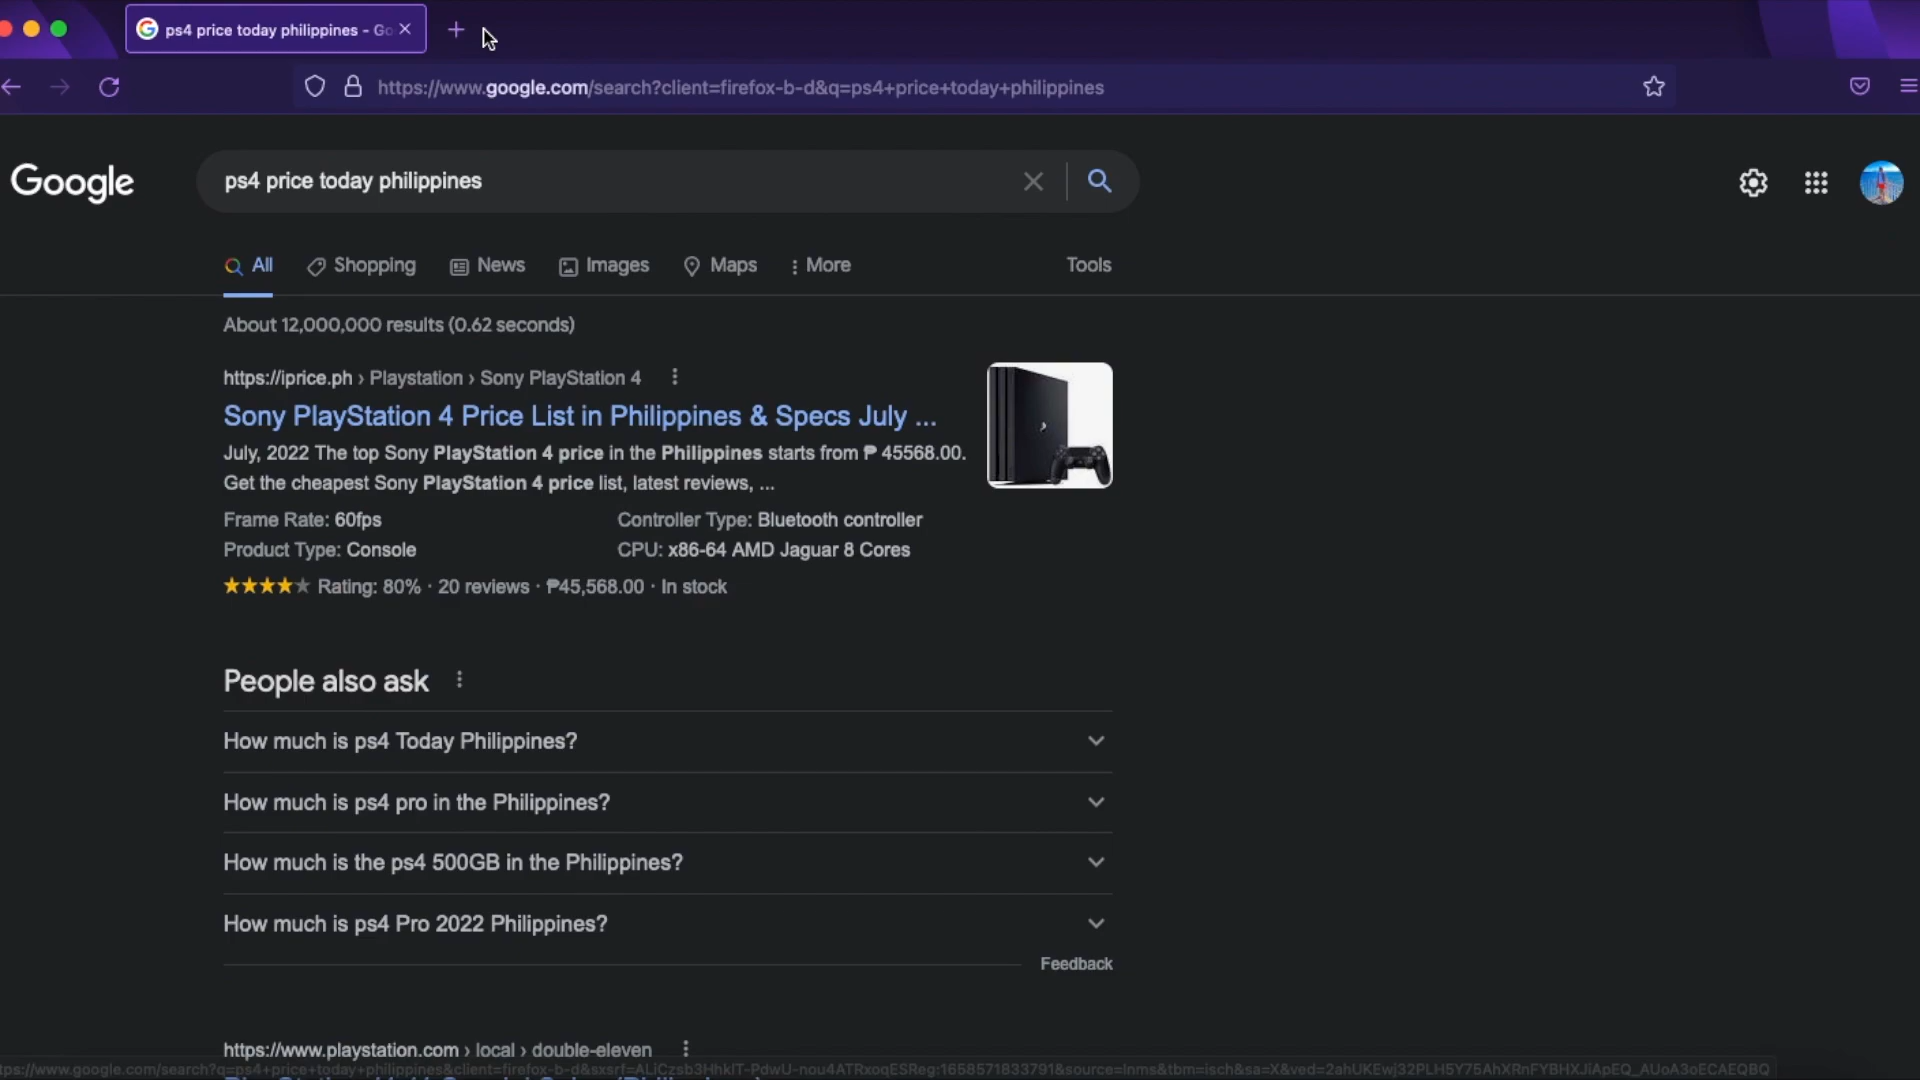 ps4 price today philippines - Go
https://www.google.com/search?client=firefox-b-d&q=ps4+price+today+philippines
Google
ps4 price today philippines
All Shopping News Images Maps More Tools
About 12,000,000 results (0.62 seconds)
https://iprice.ph › Playstation › Sony PlayStation 4
Sony PlayStation 4 Price List in Philippines & Specs July ...
July, 2022 The top Sony PlayStation 4 price in the Philippines starts from ₱ 45568.00.
Get the cheapest Sony PlayStation 4 price list, latest reviews, ...
Frame Rate: 60fps Controller Type: Bluetooth controller
Product Type: Console CPU: x86-64 AMD Jaguar 8 Cores
Rating: 80% · 20 reviews · ₱45,568.00 · In stock
People also ask
How much is ps4 Today Philippines?
How much is ps4 pro in the Philippines?
How much is the ps4 500GB in the Philippines?
How much is ps4 Pro 2022 Philippines?
Feedback
https://www.playstation.com › local › double-eleven